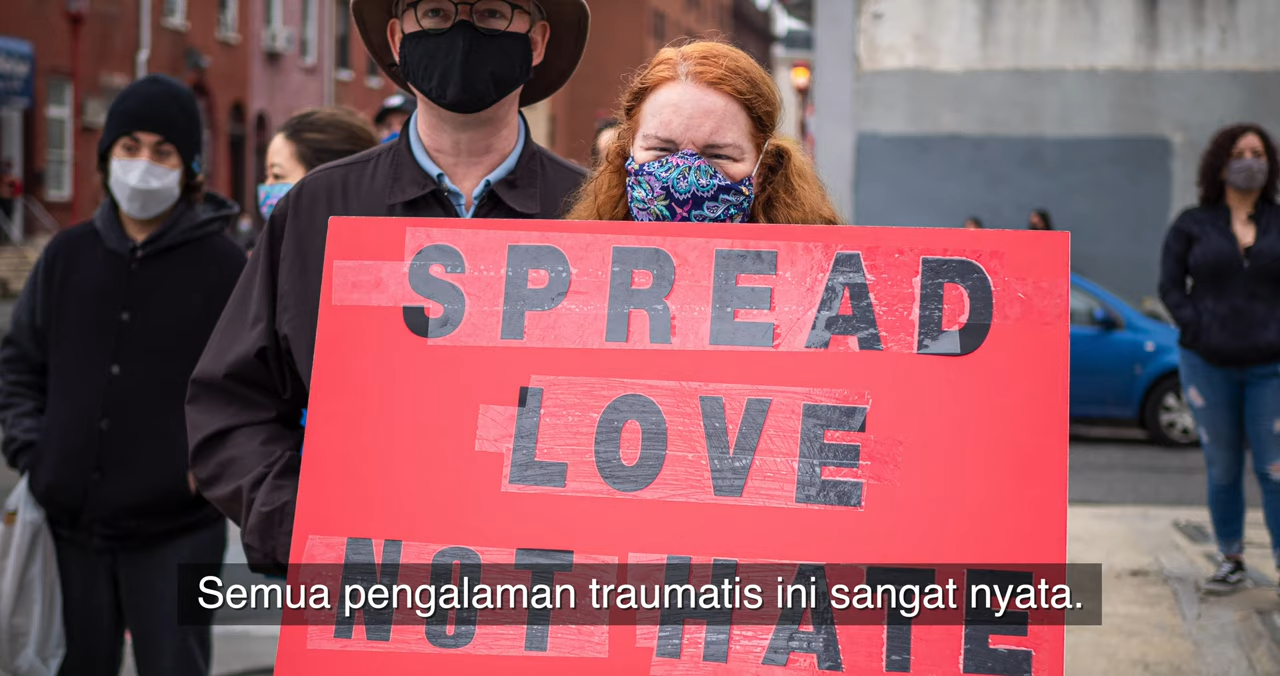 SPREAD
LOVE
NOT HATE
Semua pengalaman traumatis ini sangat nyata.